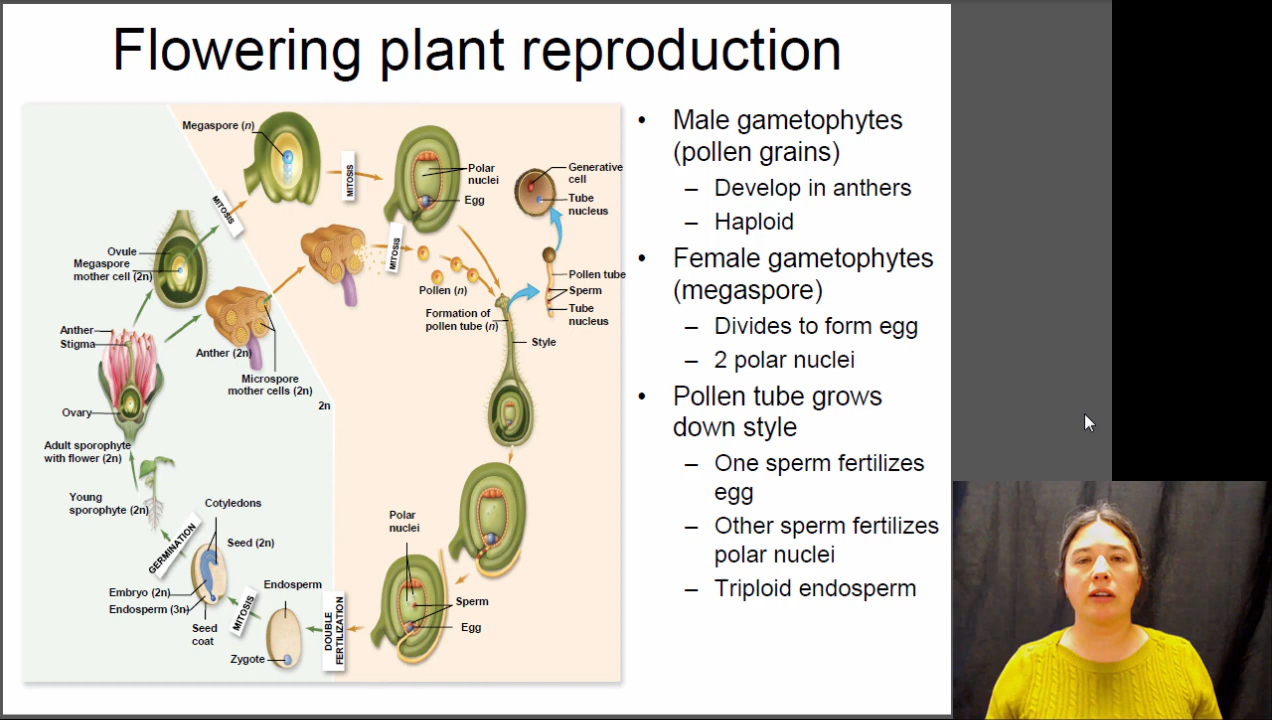 Flowering plant reproduction
Megaspore (n)
MITOSIS
Polar
nuclei
Egg
Generative
cell
Tube
nucleus
MITOSIS
MITOSIS
Ovule
Megaspore
mother cell (2n)
Pollen (n)
Pollen tube
Sperm
Tube
nucleus
Formation of
pollen tube (n)
Style
Anther
Stigma
Anther (2n)
Microspore
mother cells (2n)
2n
Ovary
Adult sporophyte
with flower (2n)
Young
sporophyte (2n)
Cotyledons
GERMINATION
Seed (2n)
Embryo (2n)
Endosperm (3n)
Seed
coat
MITOSIS
Endosperm
Zygote
DOUBLE
FERTILIZATION
Polar
nuclei
Sperm
Egg
• Male gametophytes
(pollen grains)
– Develop in anthers
– Haploid
• Female gametophytes
(megaspore)
– Divides to form egg
– 2 polar nuclei
• Pollen tube grows
down style
– One sperm fertilizes
egg
– Other sperm fertilizes
polar nuclei
– Triploid endosperm